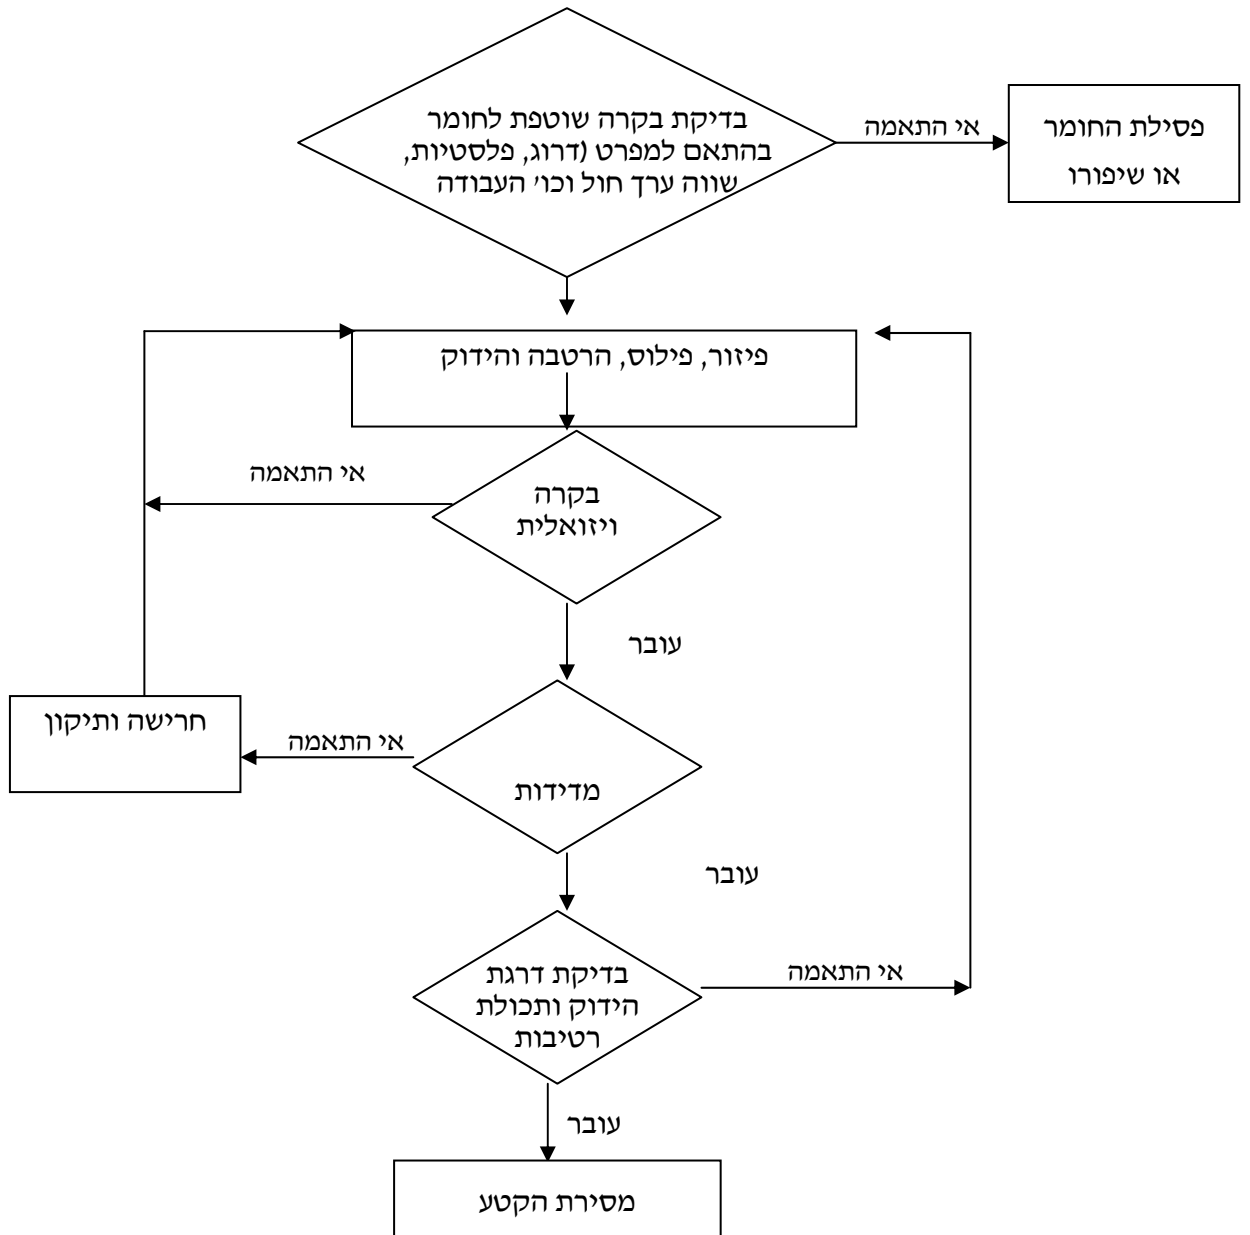 בדיקת בקרה שוטפת לחומר
בהתאם למפרט (דרוג, פלסטיות,
שווה ערך חול וכו' העבודה
אי התאמה
פסילת החומר
או שיפורו
פיזור, פילוס, הרטבה והידוק
אי התאמה
בקרה
ויזואלית
עובר
חרישה ותיקון
אי התאמה
מדידות
עובר
בדיקת דרגת
הידוק ותכולת
רטיבות
אי התאמה
עובר
מסירת הקטע